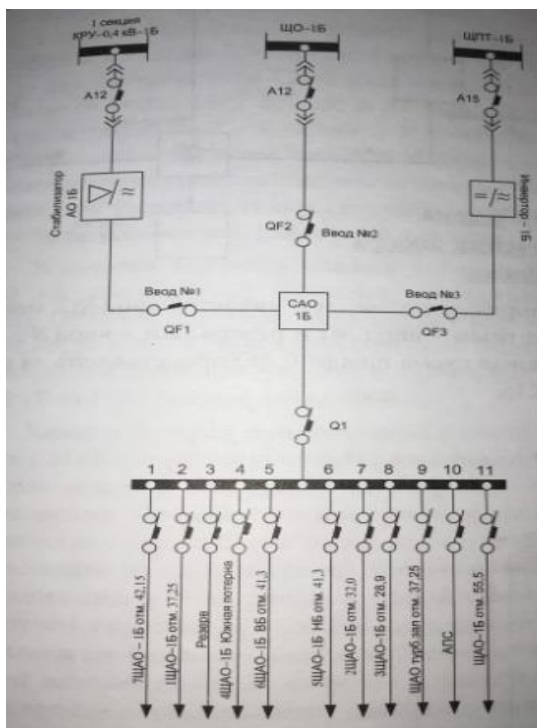 I секция
КРУ-0,4 кВ-1Б
ЩО-1Б
ЩПТ-1Б
А12
А12
А15
Стабилизатор
АО 1Б
Инвертор - 1Б
QF2
Ввод №2
Ввод №1
САО
1Б
Ввод №3
QF1
QF3
Q1
1 2 3 4 5 6 7 8 9 10 11
7ЩАО - 1Б отм. 42,15
1ЩАО-1Б отм. 37,25
Резерв
4ЩАО-1Б Южная потерна
6ЩАО-1Б ВБ отм. 41,3
5ЩАО-1Б НБ отм. 41,3
2ЩАО-1Б отм. 32,0
3ЩАО-1Б отм. 28,9
ЩАО турб.зал отм. 37,25
АПС
ЩАО-1Б отм. 55,5